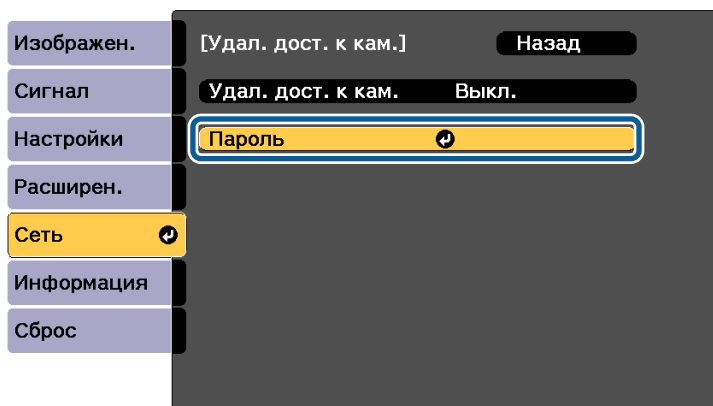 Изображен.
Сигнал
Настройки
Расширен.
Сеть
Информация
Сброс
[Удал. дост. к кам.] Назад
Удал. дост. к кам. Выкл.
Пароль